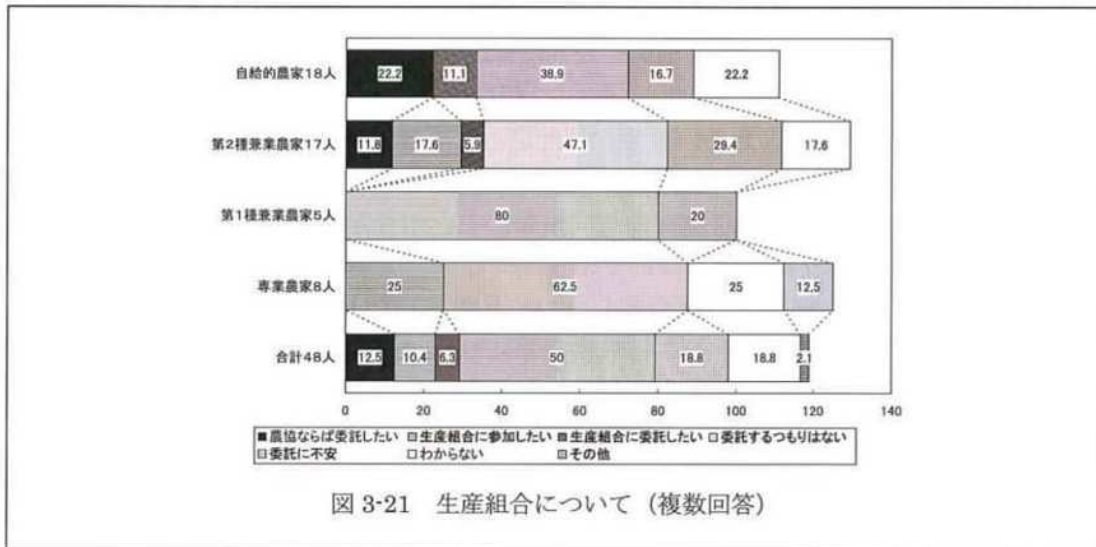 自給的農家18人 22.2 11.1 38.9 16.7 22.2
第2種兼業農家17人 11.8 17.6 5.9 47.1 29.4 17.6
第1種兼業農家5人 80 20
専業農家8人 25 62.5 25 12.5
合計48人 12.5 10.4 6.3 50 18.8 18.8 2.1
0 20 40 60 80 100 120 140
農協ならば委託したい 生産組合に参加したい 生産組合に委託したい 委託するつもりはない
委託に不安 わからない その他
図 3-21 生産組合について（複数回答）